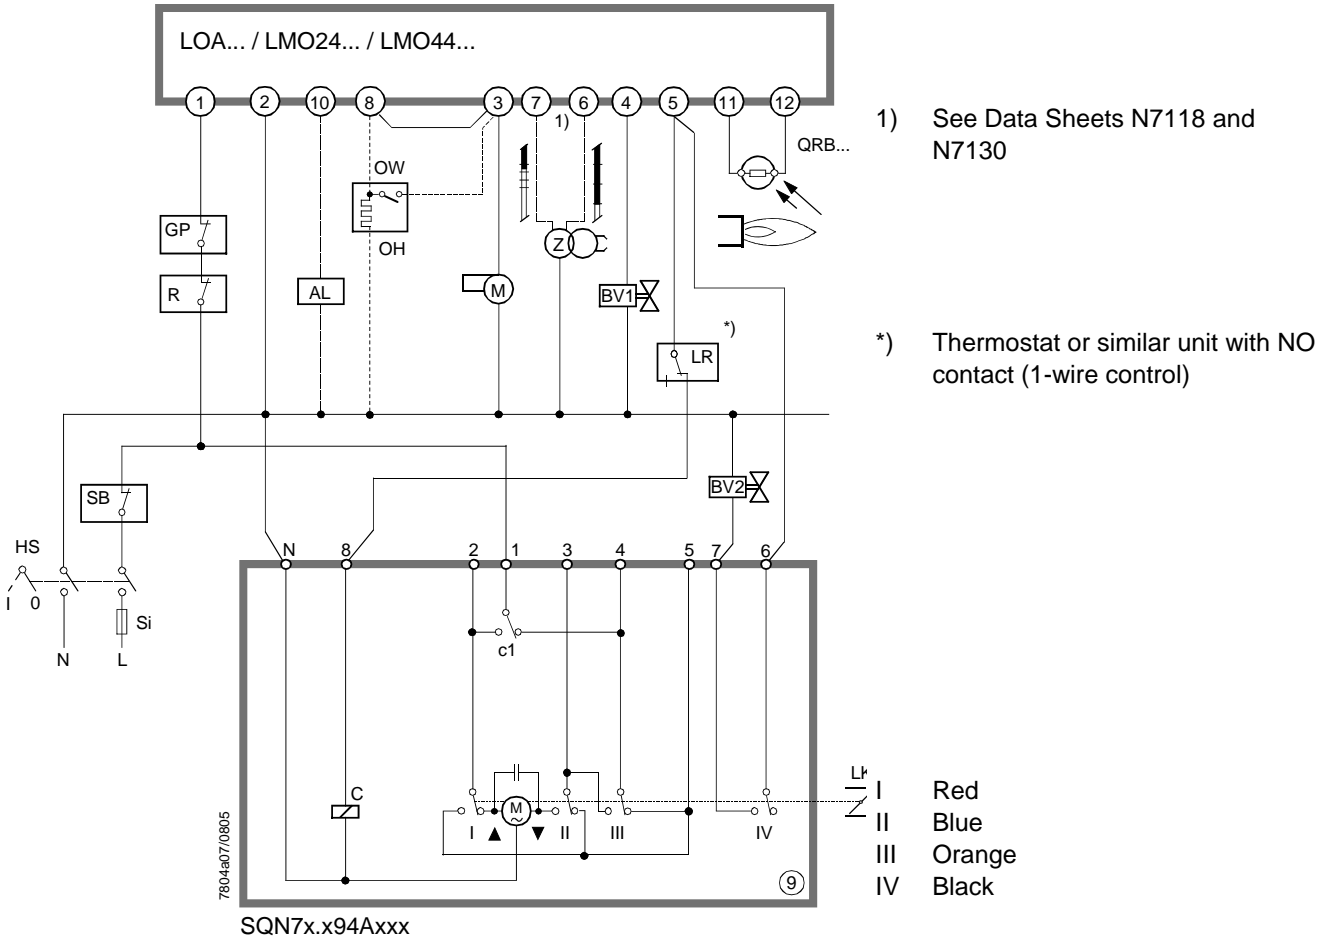 LOA... / LMO24... / LMO44...
1 2 10 8 3 7 6 4 5 11 12
1)
QRB...
1) See Data Sheets N7118 and
N7130
OW
GP
OH
Z
R
AL
M
BV1
*)
LR
*) Thermostat or similar unit with NO
contact (1-wire control)
SB
BV2
HS
N 8 2 1 3 4 5 7 6
I 0
Si
N L
c1
C
M
~
I ▲ ▼ II III IV
LK
I Red
II Blue
III Orange
IV Black
7804a07/0805
9
SQN7x.x94Axxx